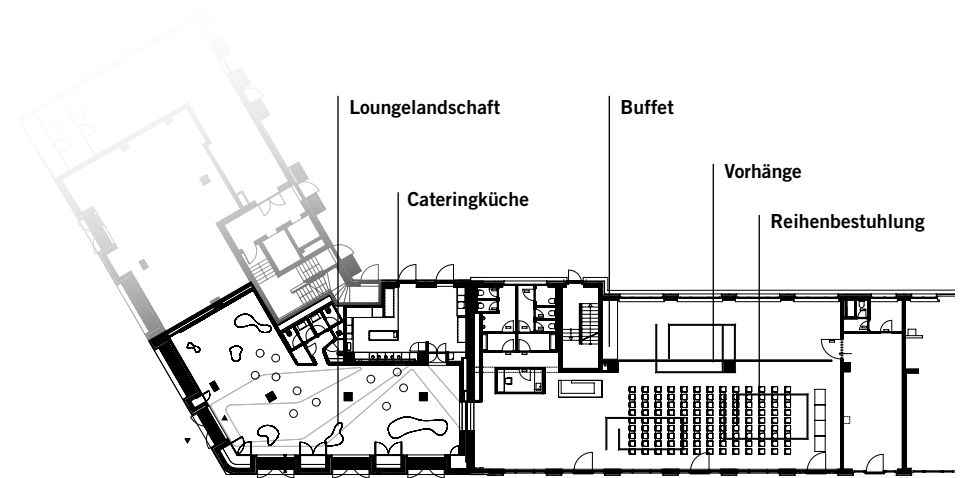 Loungelandschaft
Buffet
Vorhänge
Cateringküche
Reihenbestuhlung